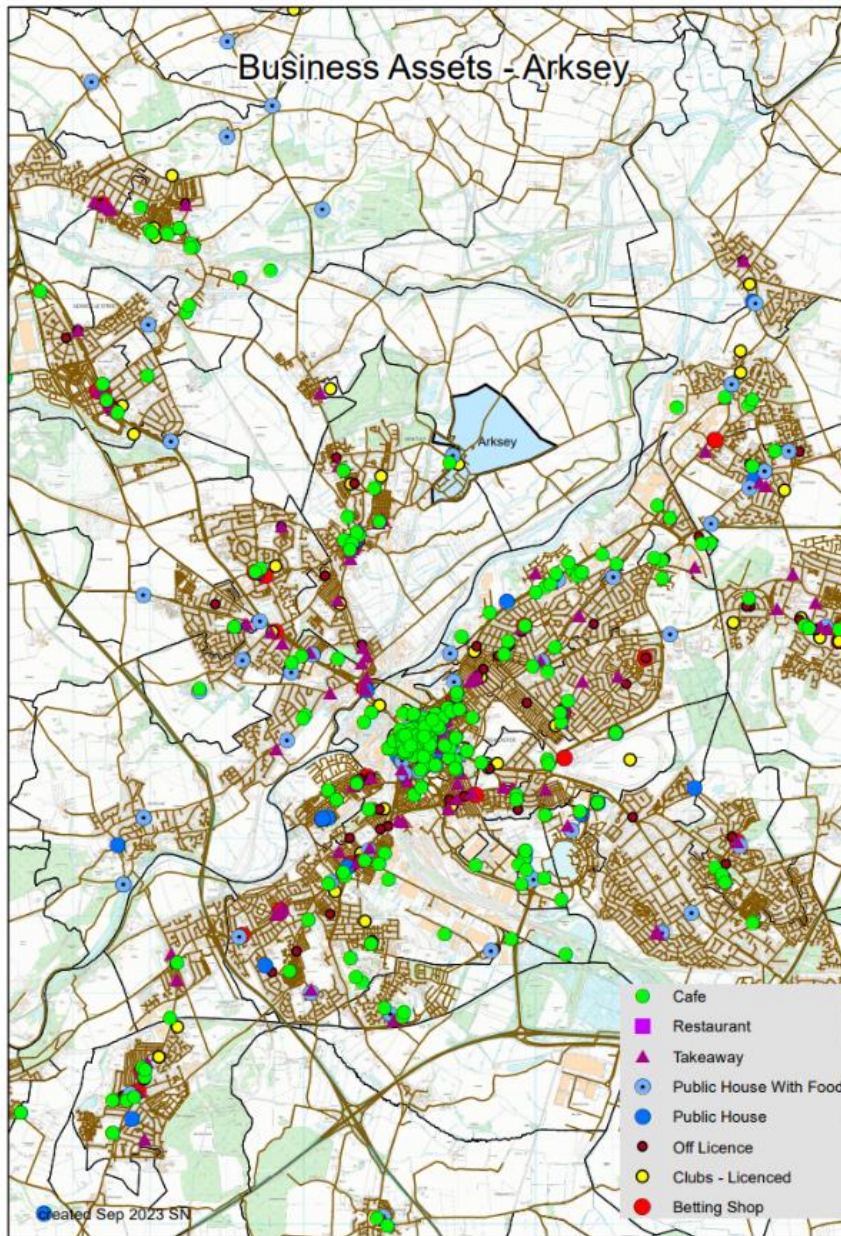 Business Assets - Arksey
Arksey
Cafe
Restaurant
Takeaway
Public House With Food
Public House
Off Licence
Clubs - Licenced
Betting Shop
created Sep 2023 SN